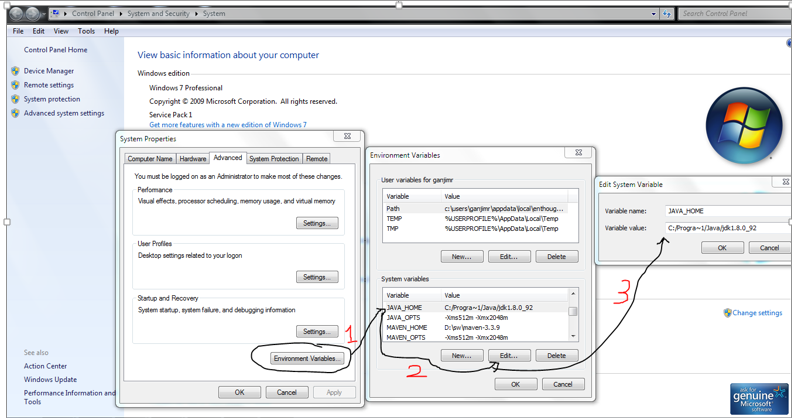 Control Panel ▸ System and Security ▸ System
Search Control Panel
File Edit View Tools Help
Control Panel Home
Device Manager
Remote settings
System protection
Advanced system settings
See also
Action Center
Windows Update
Performance Information and
Tools
View basic information about your computer
Windows edition
Windows 7 Professional
Copyright © 2009 Microsoft Corporation. All rights reserved.
Service Pack 1
Get more features with a new edition of Windows 7
System Properties
Computer Name Hardware Advanced System Protection Remote
You must be logged on as an Administrator to make most of these changes.
Performance
Visual effects, processor scheduling, memory usage, and virtual memory
Settings...
User Profiles
Desktop settings related to your logon
Settings...
Startup and Recovery
System startup, system failure, and debugging information
Settings...
Environment Variables...
OK Cancel Apply
1
Environment Variables
User variables for ganjimr
Variable Value
Path c:\users\ganjimr\appdata\local\enthoug...
TEMP %USERPROFILE%\AppData\Local\Temp
TMP %USERPROFILE%\AppData\Local\Temp
New... Edit... Delete
System variables
Variable Value
JAVA_HOME C:/Progra~1/Java/jdk1.8.0_92
JAVA_OPTS -Xms512m -Xmx2048m
MAVEN_HOME D:\sw\maven-3.3.9
MAVEN_OPTS -Xms512m -Xmx2048m
New... Edit... Delete
2
OK Cancel
3
Edit System Variable
Variable name: JAVA_HOME
Variable value: C:/Progra~1/Java/jdk1.8.0_92
OK Cancel
Change settings
ask for
genuine
Microsoft
software